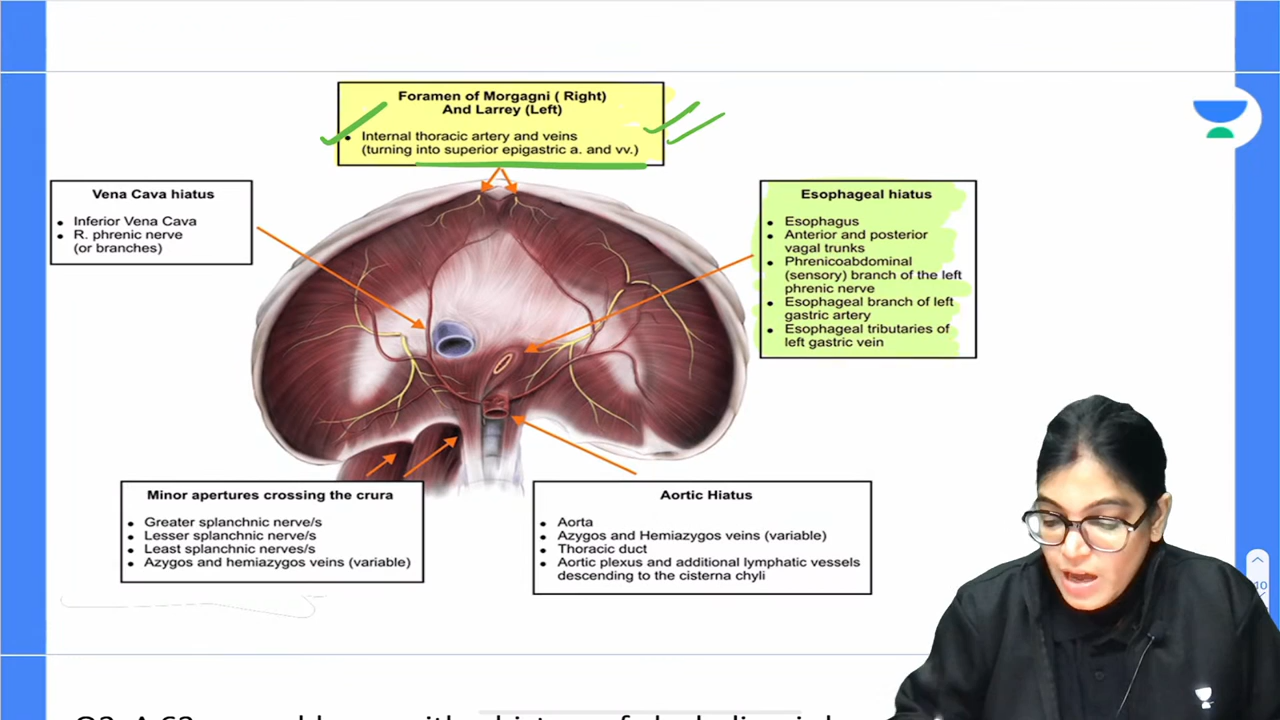 Foramen of Morgagni ( Right)
And Larrey (Left)
• Internal thoracic artery and veins
(turning into superior epigastric a. and vv.)
Vena Cava hiatus
• Inferior Vena Cava
• R. phrenic nerve
(or branches)
Esophageal hiatus
• Esophagus
• Anterior and posterior
vagal trunks
• Phrenicoabdominal
(sensory) branch of the left
phrenic nerve
• Esophageal branch of left
gastric artery
• Esophageal tributaries of
left gastric vein
Minor apertures crossing the crura
• Greater splanchnic nerve/s
• Lesser splanchnic nerve/s
• Least splanchnic nerves/s
• Azygos and hemiazygos veins (variable)
Aortic Hiatus
• Aorta
• Azygos and Hemiazygos veins (variable)
• Thoracic duct
• Aortic plexus and additional lymphatic vessels
descending to the cisterna chyli
10